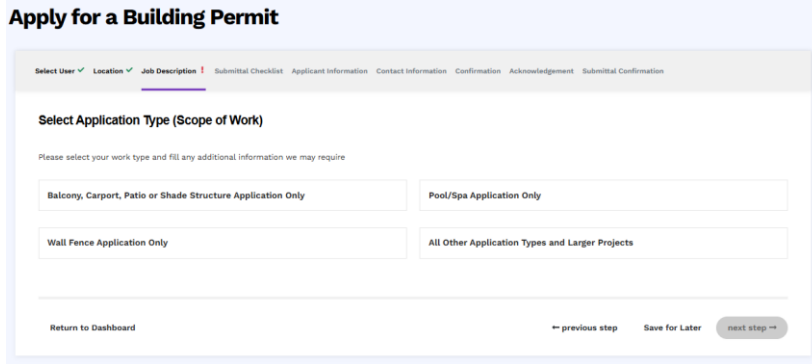 Apply for a Building Permit
Select User Location Job Description ! Submittal Checklist Applicant Information Contact Information Confirmation Acknowledgement Submittal Confirmation
Select Application Type (Scope of Work)
Please select your work type and fill any additional information we may require
Balcony, Carport, Patio or Shade Structure Application Only
Pool/Spa Application Only
Wall Fence Application Only
All Other Application Types and Larger Projects
Return to Dashboard ← previous step Save for Later next step →